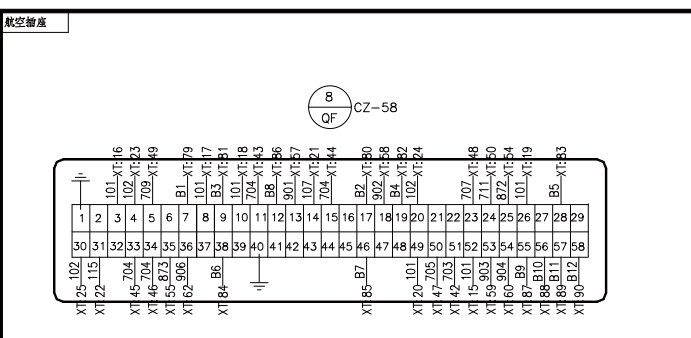 航空插座
8
QF
CZ-58
XT:16 XT:23 XT:49 XT:79 XT:17 XT:81 XT:18 XT:43 XT:86 XT:57 XT:21 XT:44 XT:80 XT:58 XT:82 XT:24 XT:48 XT:50 XT:54 XT:19 XT:83
101 102 709 B1 101 B3 101 704 B8 901 107 704 B2 902 B4 102 707 711 872 101 B5
1 2 3 4 5 6 7 8 9 10 11 12 13 14 15 16 17 18 19 20 21 22 23 24 25 26 27 28 29
30 31 32 33 34 35 36 37 38 39 40 41 42 43 44 45 46 47 48 49 50 51 52 53 54 55 56 57 58
102 115 704 704 873 906 B6 B7 101 705 703 101 903 904 B9 B10 B11 B12
XT:25 XT:22 XT:45 XT:46 XT:55 XT:62 XT:84 XT:85 XT:20 XT:47 XT:42 XT:15 XT:59 XT:60 XT:87 XT:88 XT:89 XT:90